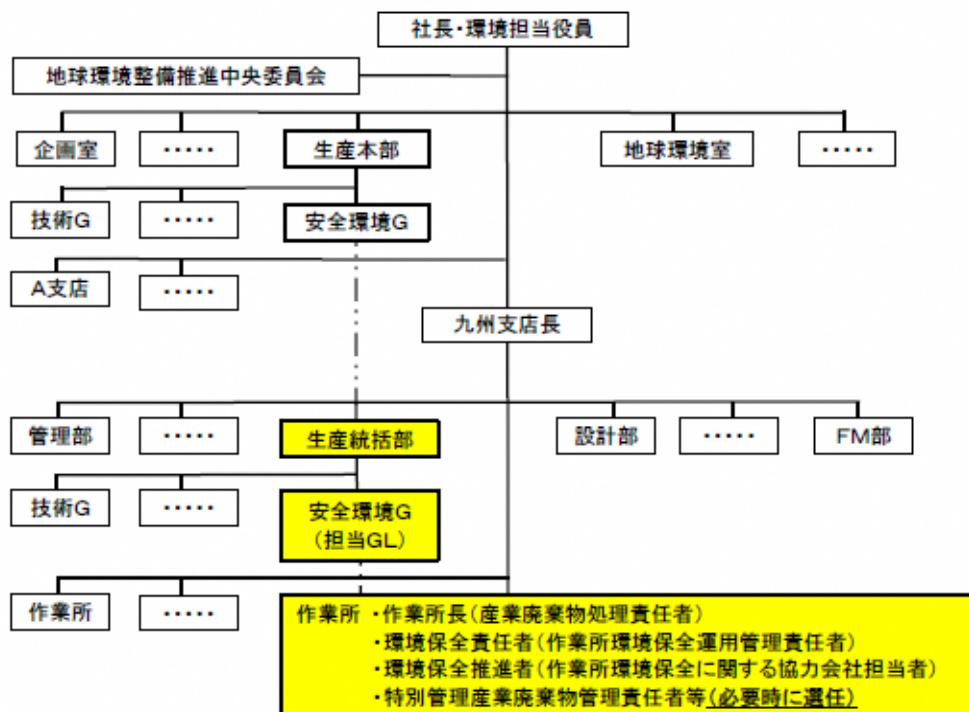 社長・環境担当役員
地球環境整備推進中央委員会
企画室
・・・・・
生産本部
地球環境室
・・・・・
技術G
・・・・・
安全環境G
A支店
・・・・・
九州支店長
管理部
・・・・・
生産統括部
設計部
・・・・・
FM部
技術G
・・・・・
安全環境G
(担当GL)
作業所
・・・・・
作業所 ・作業所長(産業廃棄物処理責任者)
・環境保全責任者(作業所環境保全運用管理責任者)
・環境保全推進者(作業所環境保全に関する協力会社担当者)
・特別管理産業廃棄物管理責任者等(必要時に選任)